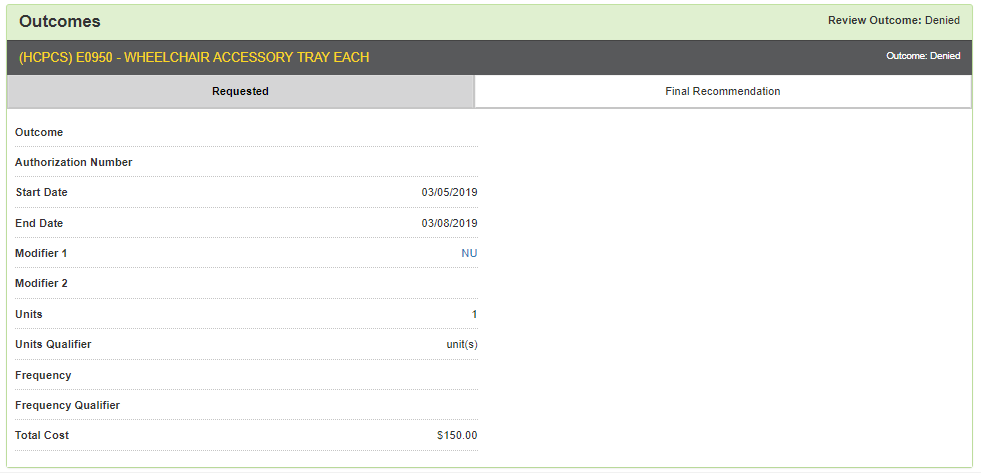 Outcomes Review Outcome: Denied
(HCPCS) E0950 - WHEELCHAIR ACCESSORY TRAY EACH Outcome: Denied
Requested Final Recommendation
Outcome
Authorization Number
Start Date 03/05/2019
End Date 03/08/2019
Modifier 1 NU
Modifier 2
Units 1
Units Qualifier unit(s)
Frequency
Frequency Qualifier
Total Cost $150.00